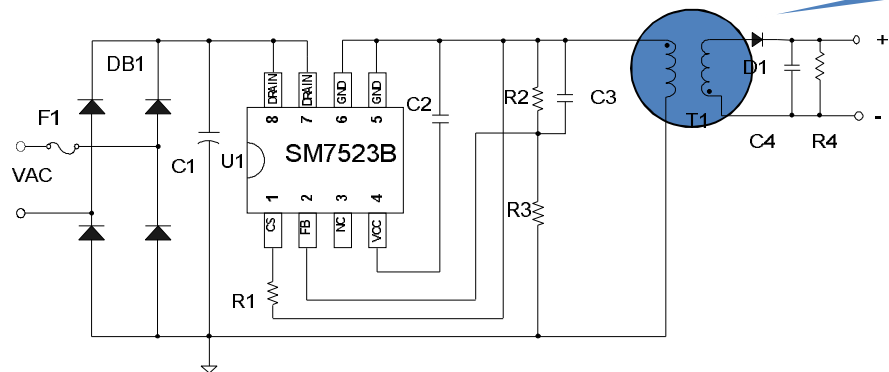 DB1
F1
VAC
C1
U1
8 DRAIN
7 DRAIN
6 GND
5 GND
SM7523B
1 CS
2 FB
3 NC
4 VCC
R1
C2
R2
C3
R3
T1
D1
C4
R4
+
-